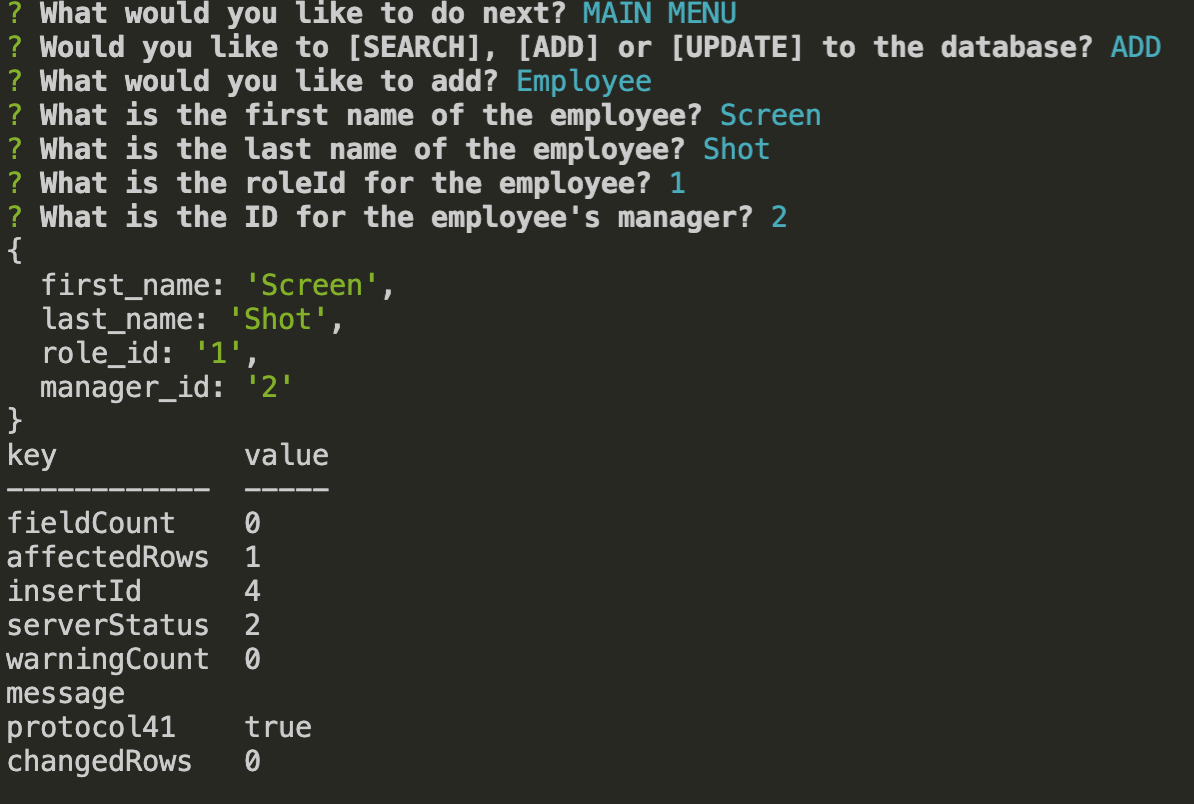 ? What would you like to do next? MAIN MENU
? Would you like to [SEARCH], [ADD] or [UPDATE] to the database? ADD
? What would you like to add? Employee
? What is the first name of the employee? Screen
? What is the last name of the employee? Shot
? What is the roleId for the employee? 1
? What is the ID for the employee's manager? 2
{
  first_name: 'Screen',
  last_name: 'Shot',
  role_id: '1',
  manager_id: '2'
}
key           value
------------  -----
fieldCount    0
affectedRows  1
insertId      4
serverStatus  2
warningCount  0
message
protocol41    true
changedRows   0